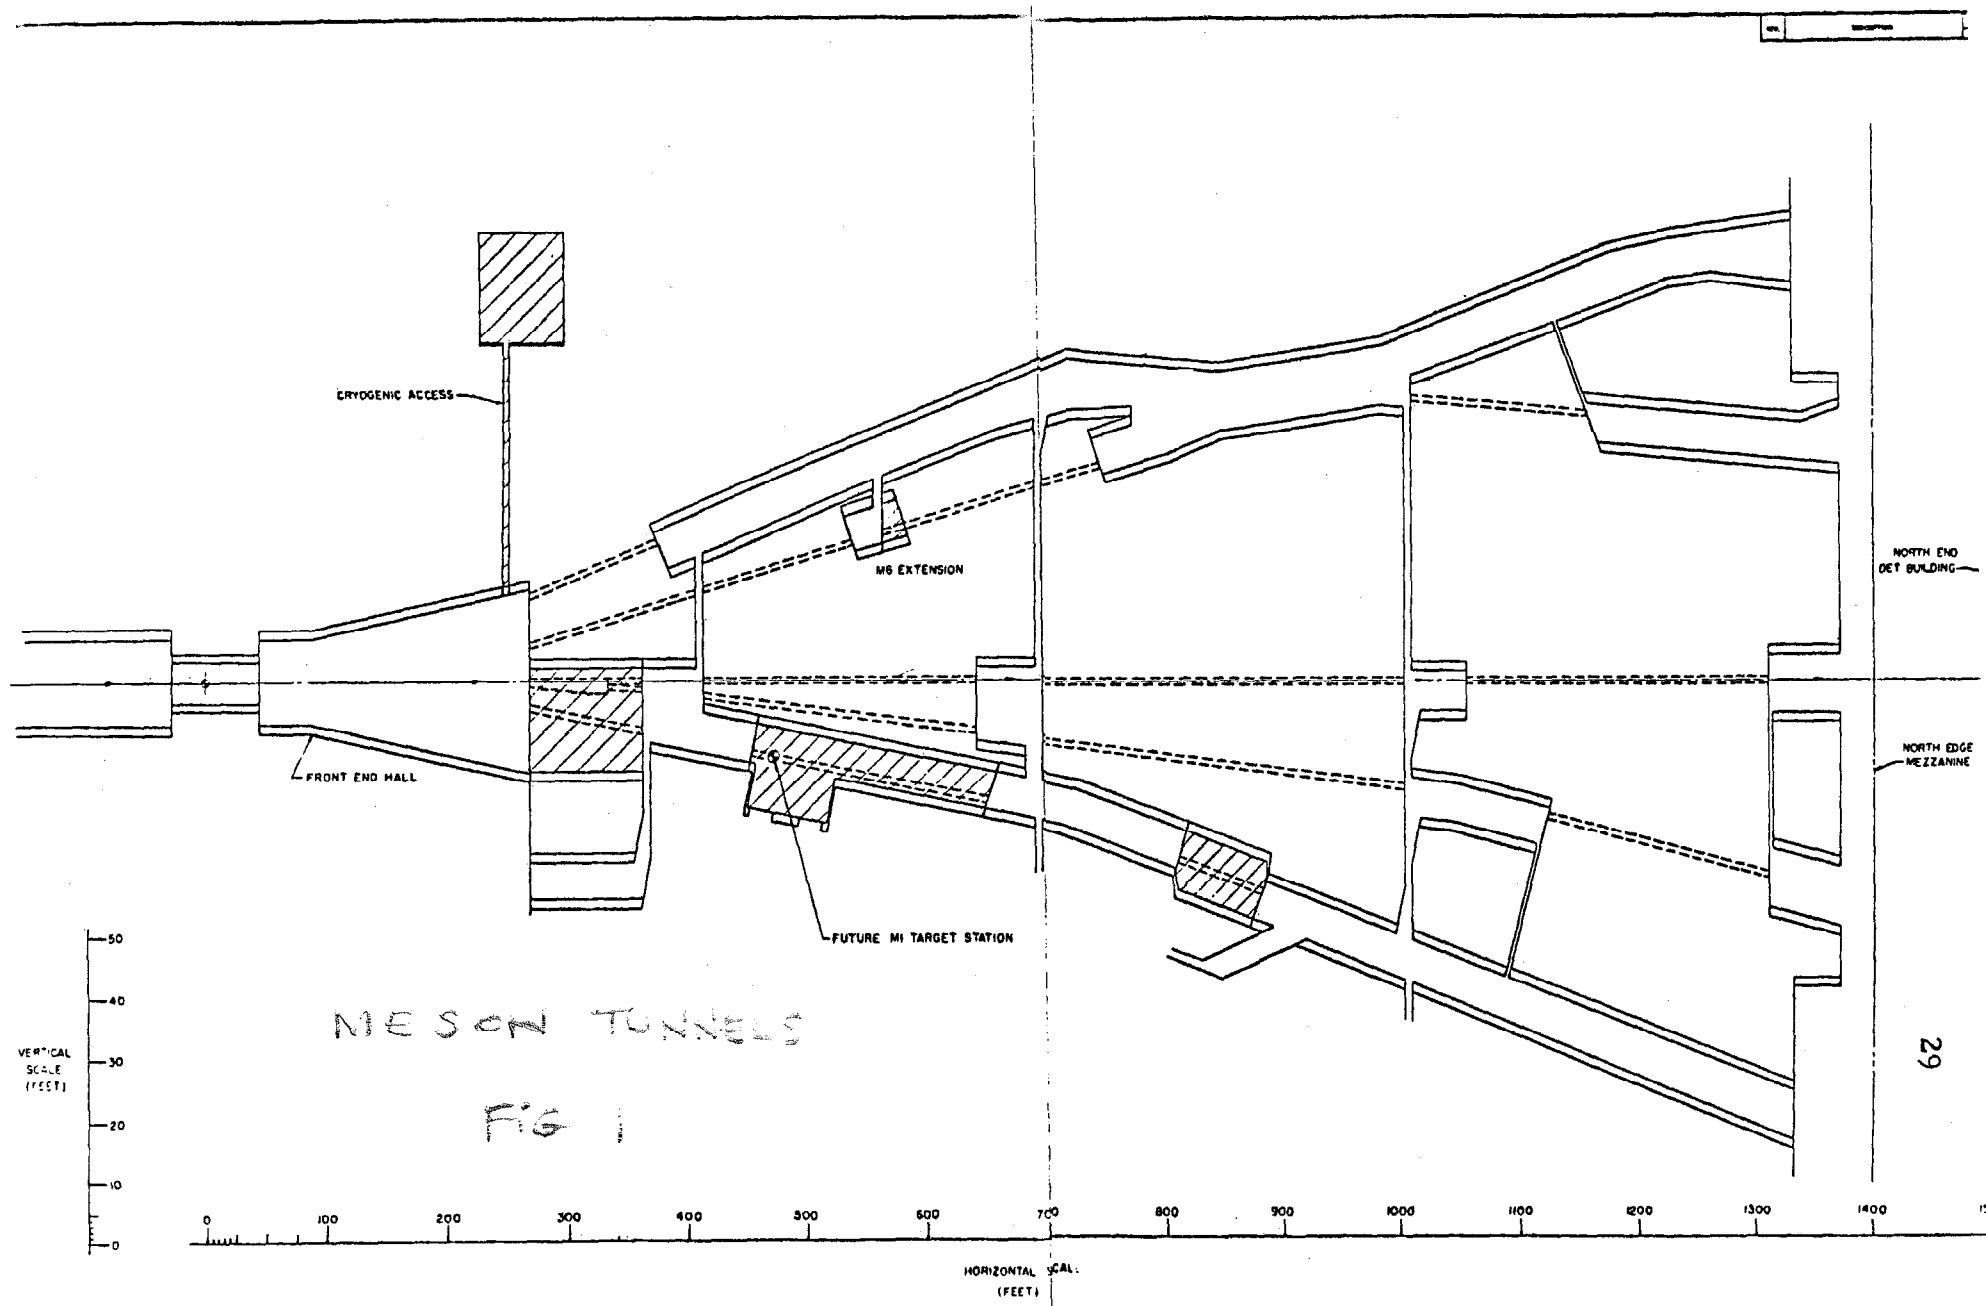 CRYOGENIC ACCESS
M6 EXTENSION
NORTH END
DET BUILDING
NORTH EDGE
MEZZANINE
FRONT END HALL
FUTURE M1 TARGET STATION
MESON TUNNELS
FIG 1
29
50
40
30
20
10
0
VERTICAL
SCALE
(FEET)
0 100 200 300 400 500 600 700 800 900 1000 1100 1200 1300 1400
HORIZONTAL SCALE
(FEET)